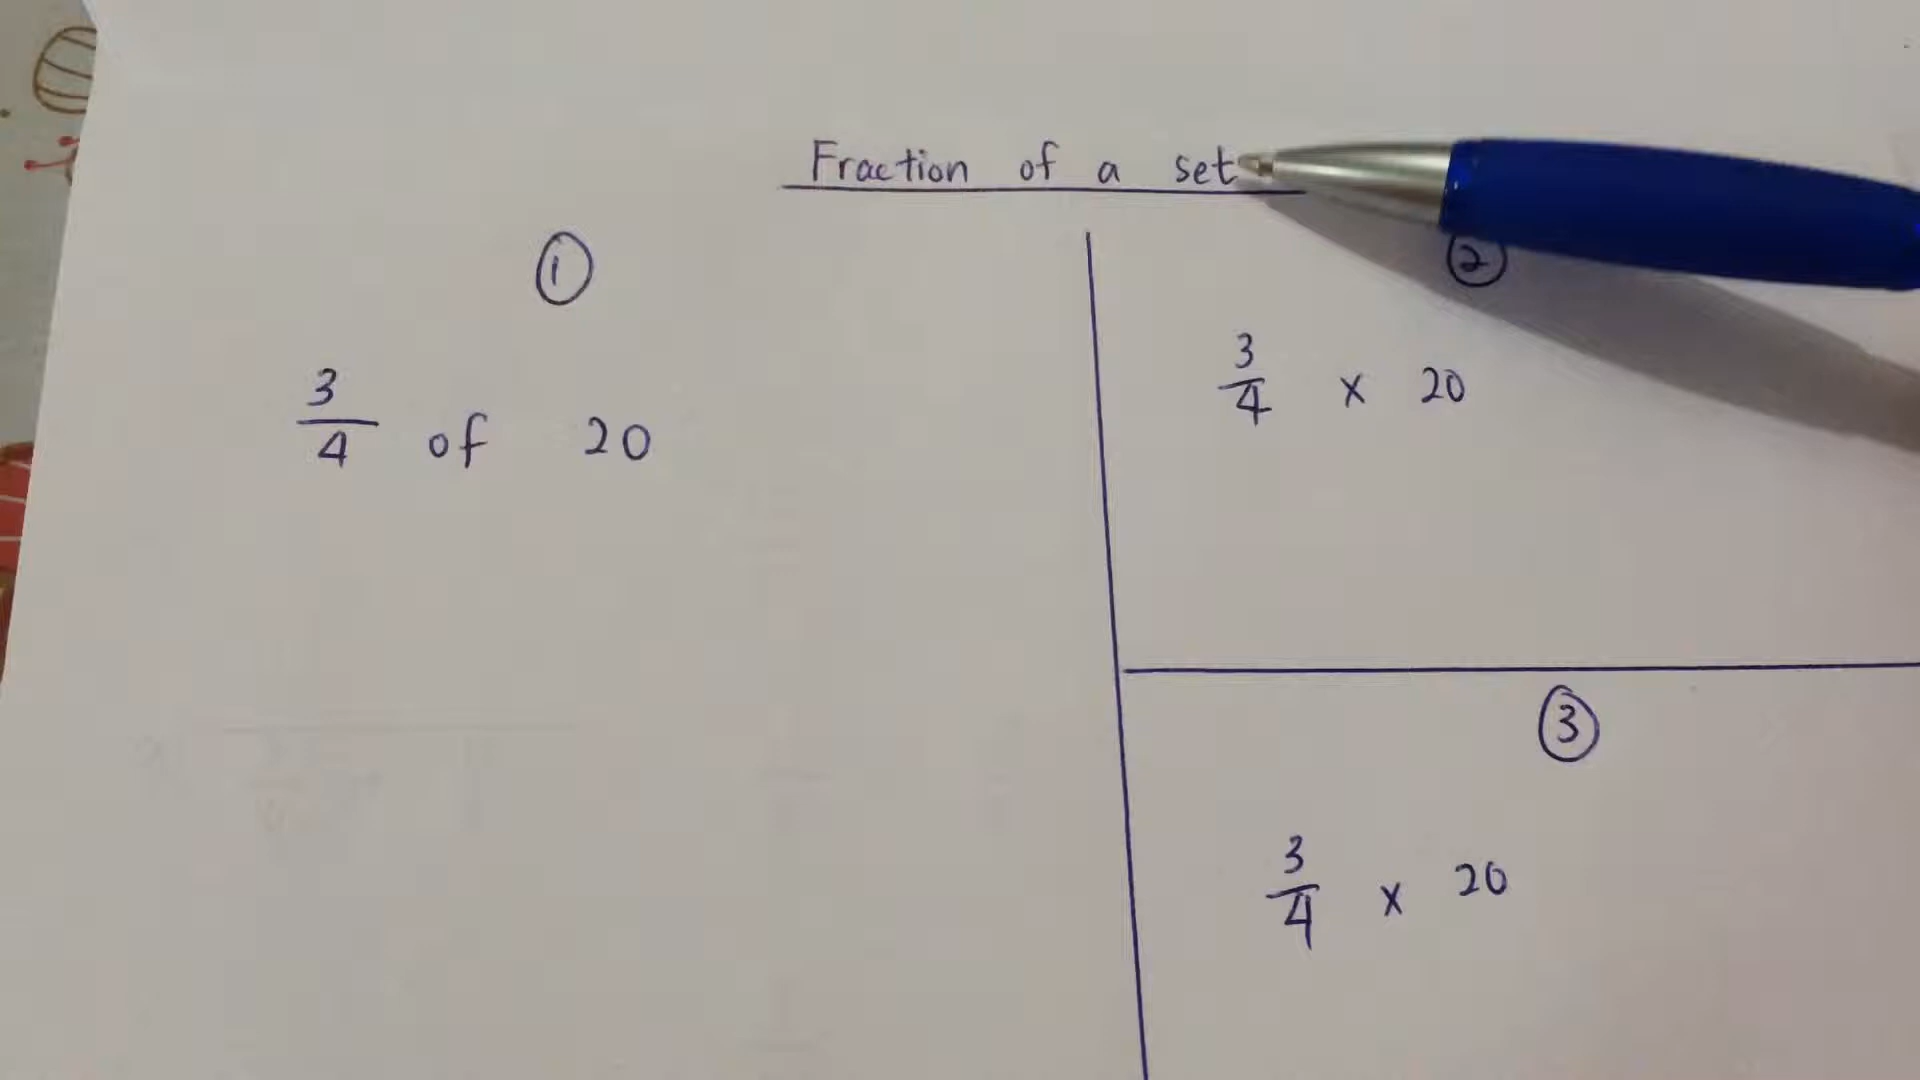 Fraction of a set
①
3/4 of 20
②
3/4 x 20
③
3/4 x 20